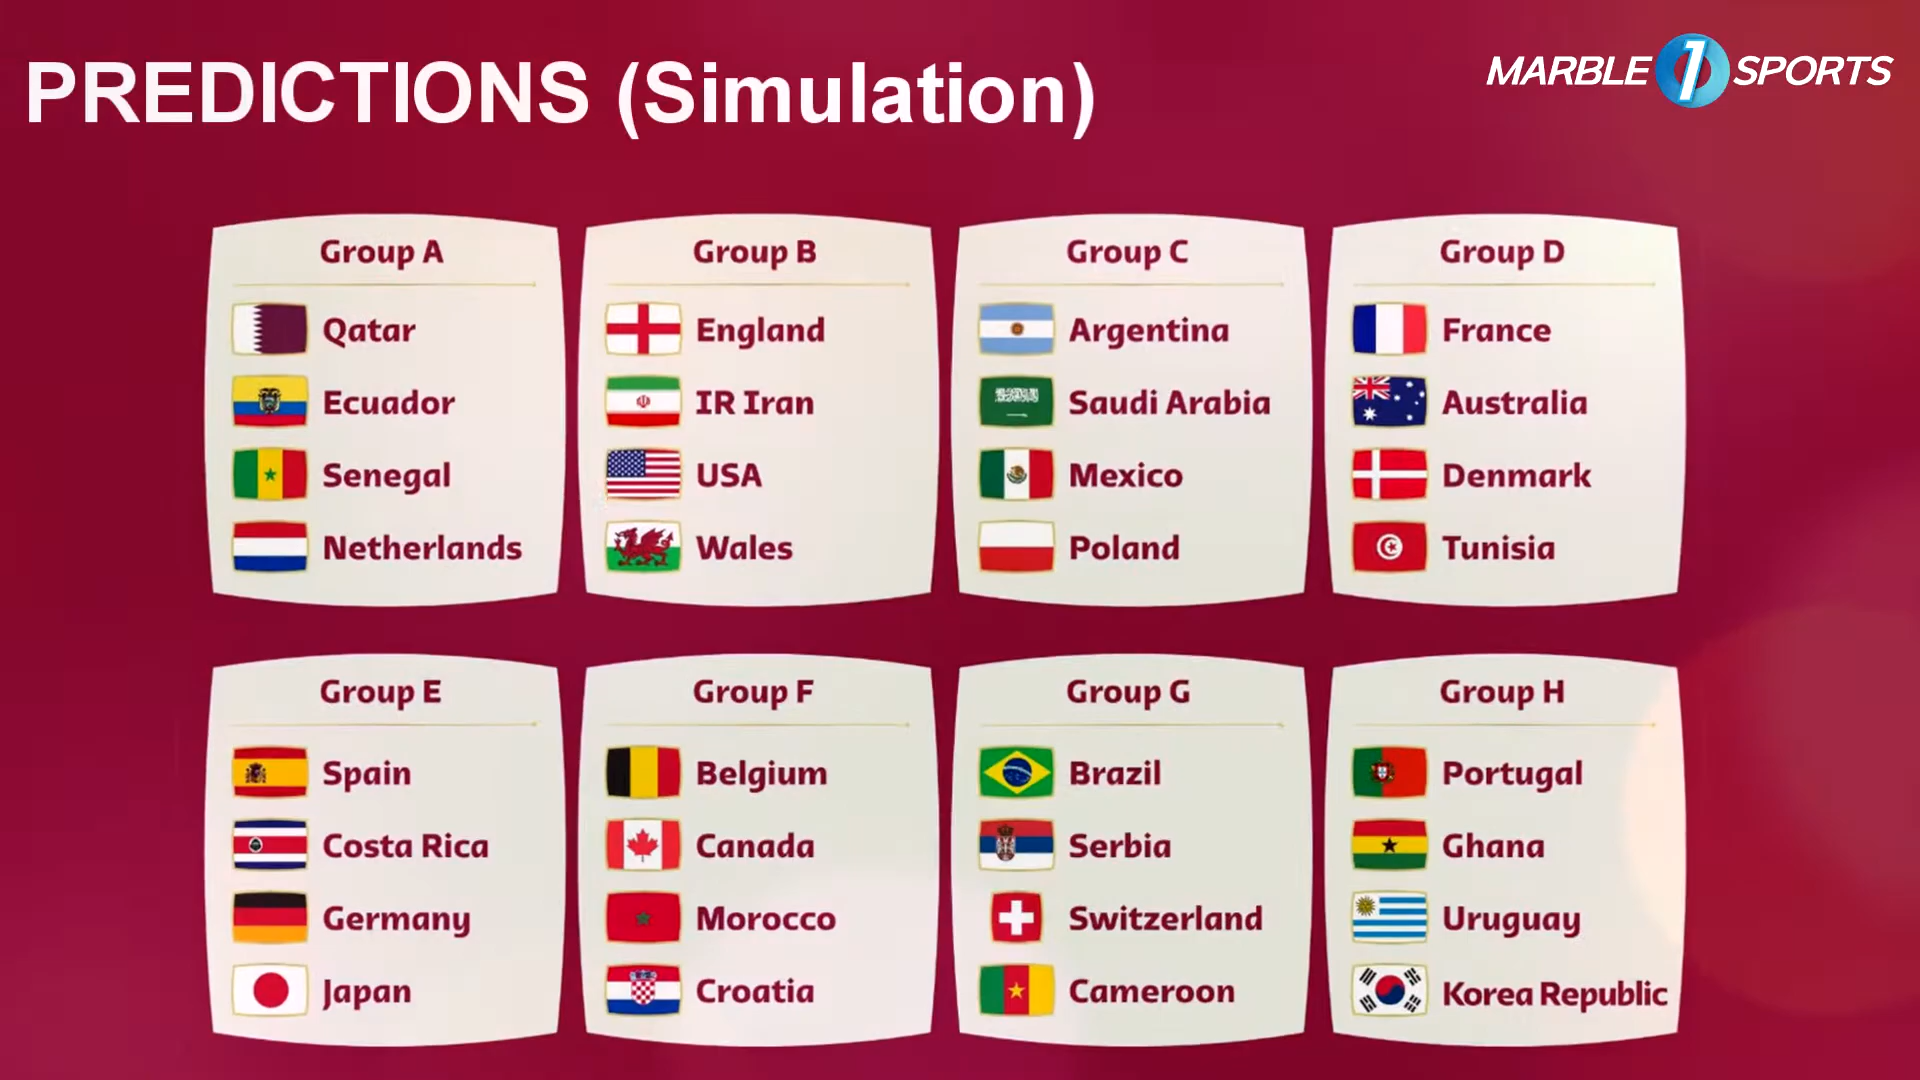 PREDICTIONS (Simulation)
MARBLE 1 SPORTS
Group A
Qatar
Ecuador
Senegal
Netherlands
Group B
England
IR Iran
USA
Wales
Group C
Argentina
Saudi Arabia
Mexico
Poland
Group D
France
Australia
Denmark
Tunisia
Group E
Spain
Costa Rica
Germany
Japan
Group F
Belgium
Canada
Morocco
Croatia
Group G
Brazil
Serbia
Switzerland
Cameroon
Group H
Portugal
Ghana
Uruguay
Korea Republic